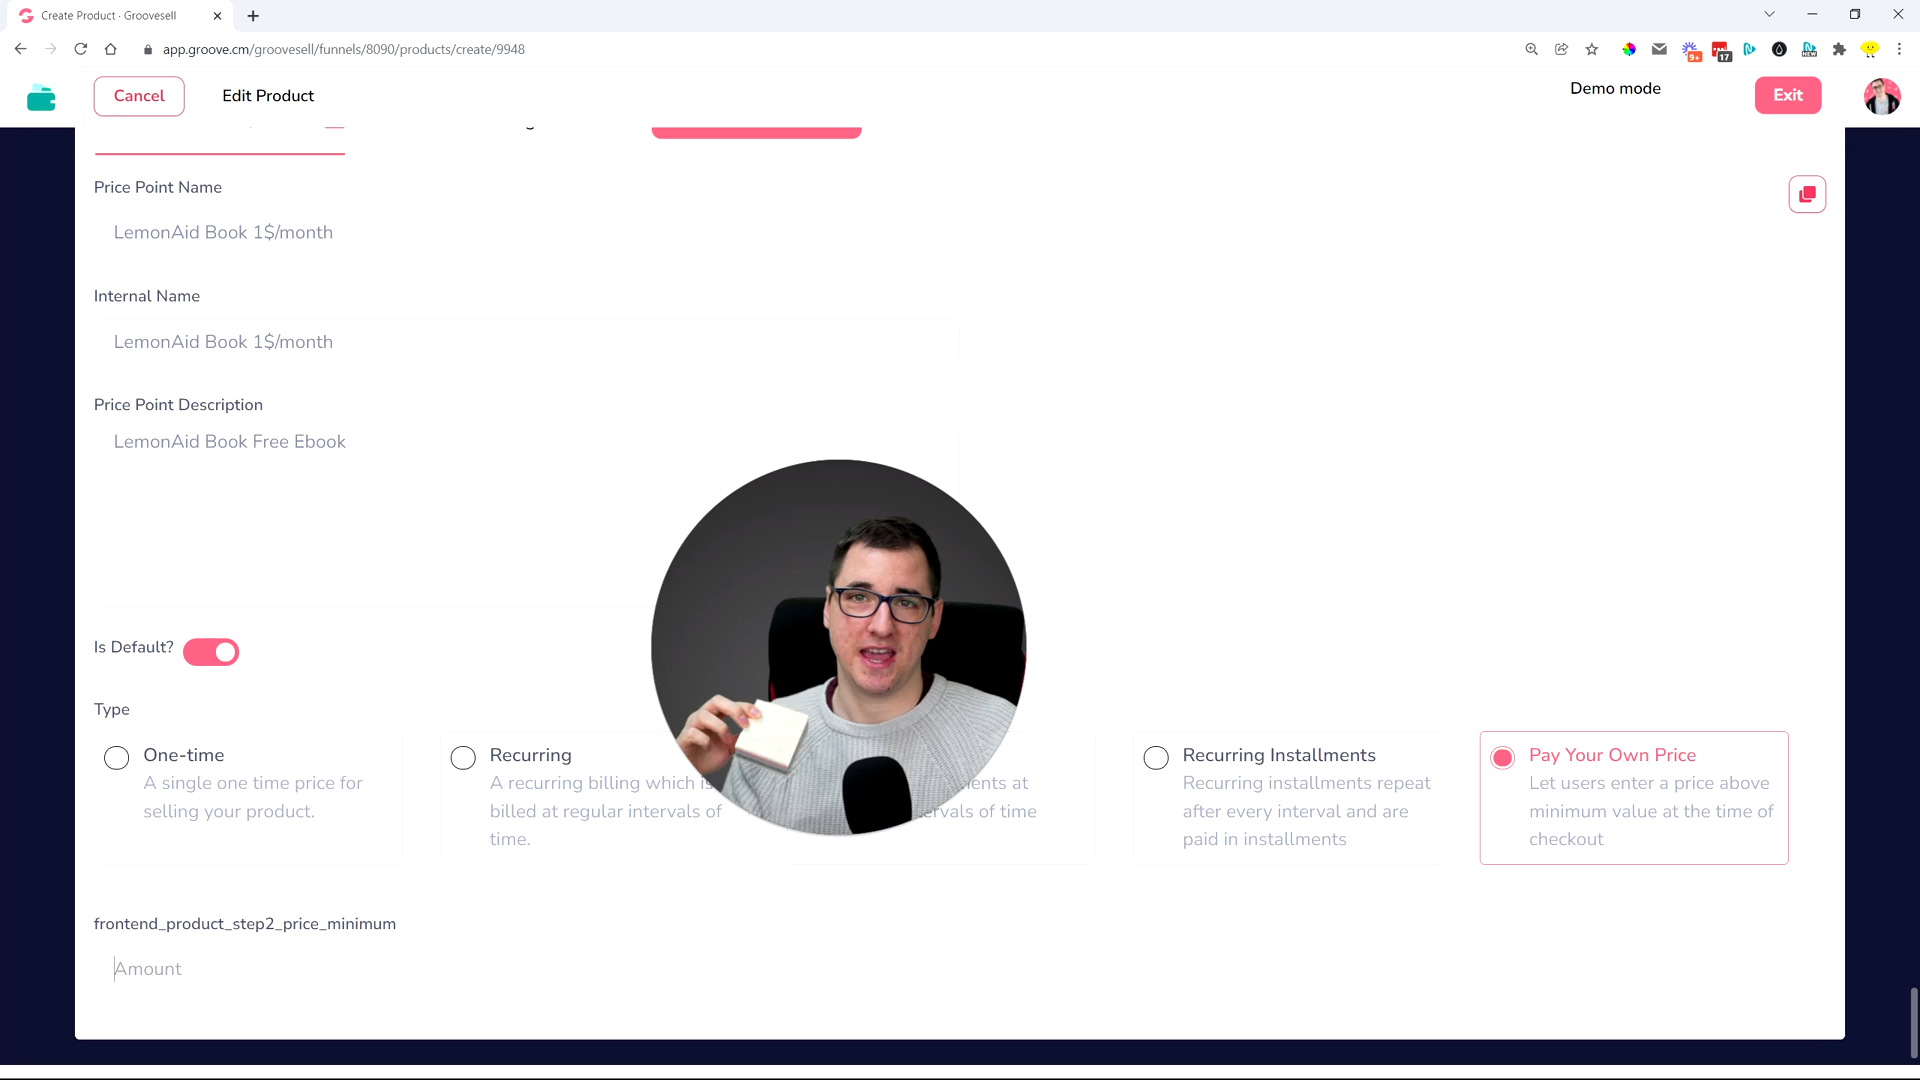 Create Product · Groovesell
app.groove.cm/groovesell/funnels/8090/products/create/9948
9+
17
NEW
Cancel
Edit Product
Demo mode
Exit
Price Point Name
LemonAid Book 1$/month
Internal Name
LemonAid Book 1$/month
Price Point Description
LemonAid Book Free Ebook
Is Default?
Type
One-time
A single one time price for
selling your product.
Recurring
A recurring billing which is
billed at regular intervals of
time.
ments at
ervals of time
Recurring Installments
Recurring installments repeat
after every interval and are
paid in installments
Pay Your Own Price
Let users enter a price above
minimum value at the time of
checkout
frontend_product_step2_price_minimum
Amount